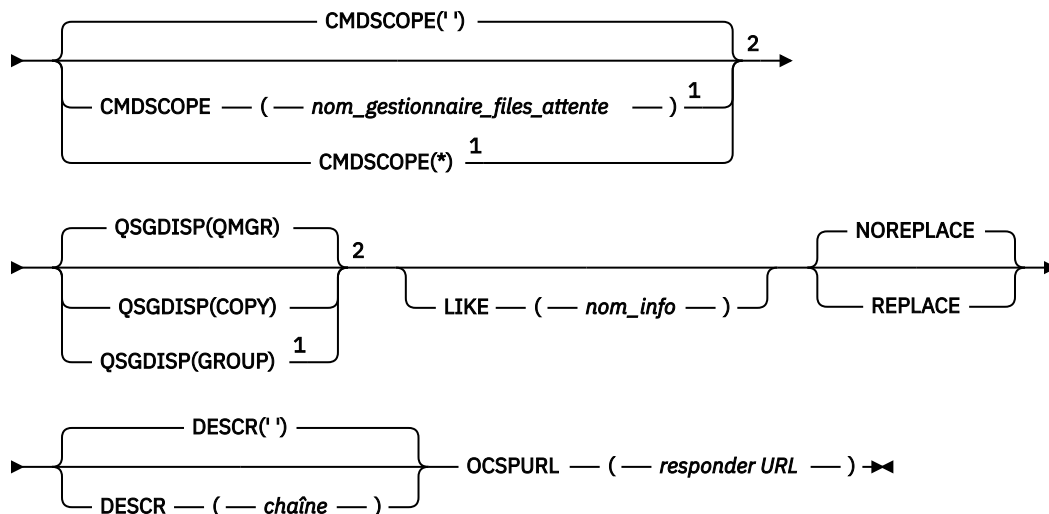 CMDSCOPE(' ')
2
CMDSCOPE ( nom_gestionnaire_files_attente ) 1
CMDSCOPE(*) 1
QSGDISP(QMGR) NOREPLACE
2
QSGDISP(COPY) LIKE ( nom_info ) REPLACE
QSGDISP(GROUP) 1
DESCR(' ')
OCSPURL ( responder URL )
DESCR ( chaîne )